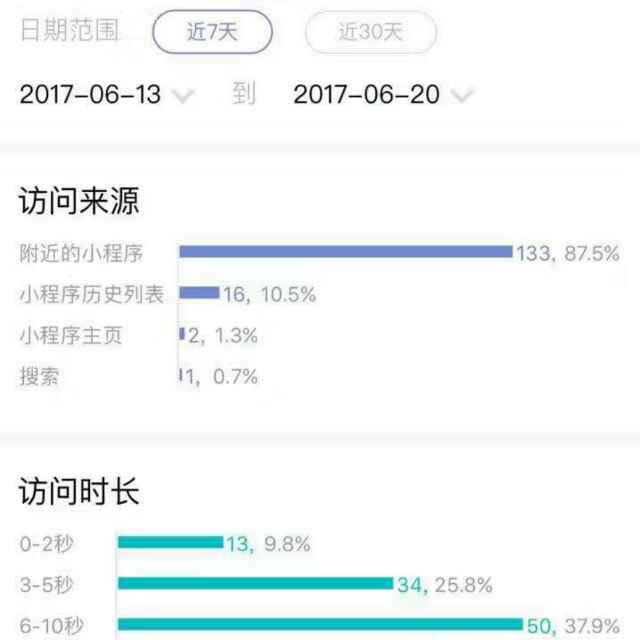 日期范围 近7天 近30天
2017-06-13 到 2017-06-20
访问来源
附近的小程序 133, 87.5%
小程序历史列表 16, 10.5%
小程序主页 2, 1.3%
搜索 1, 0.7%
访问时长
0-2秒 13, 9.8%
3-5秒 34, 25.8%
6-10秒 50, 37.9%